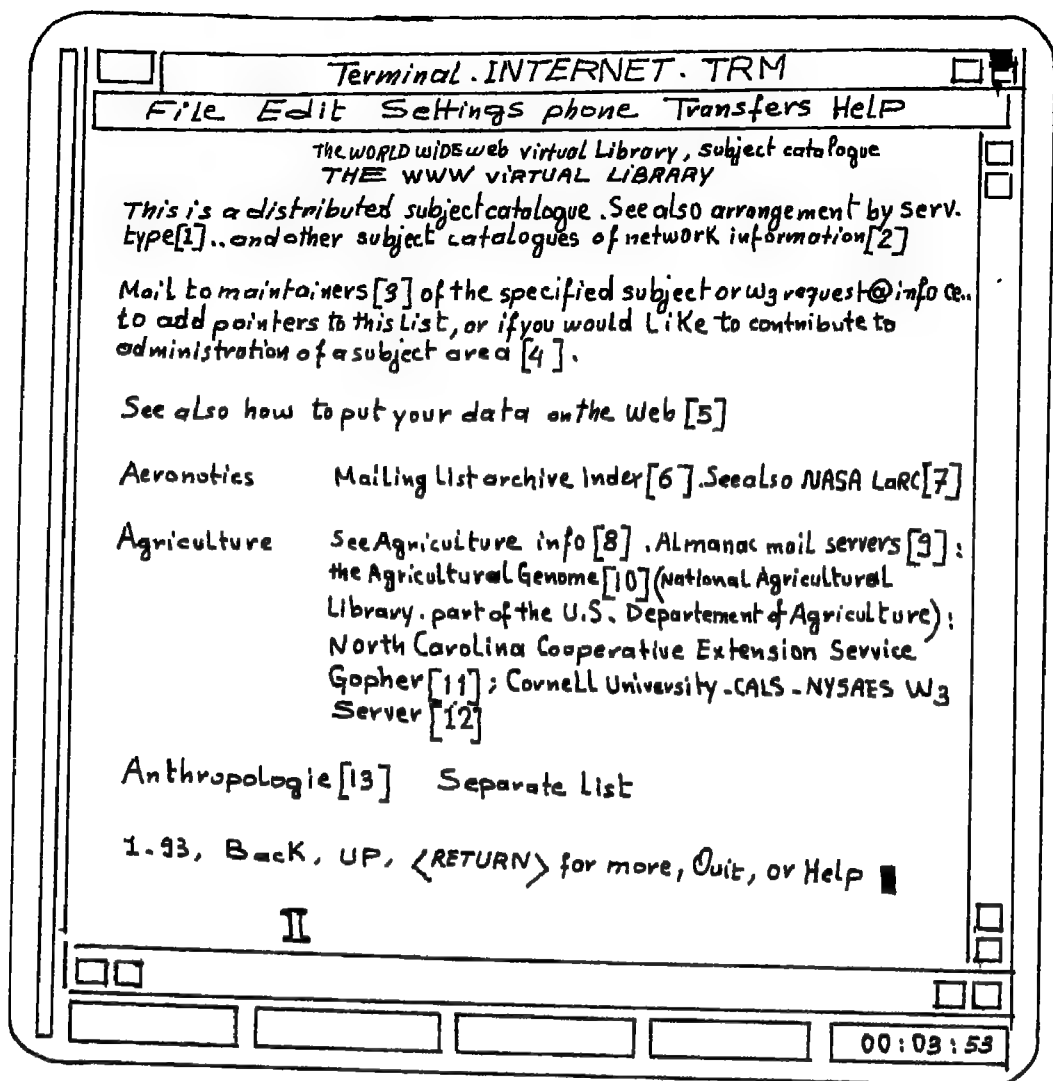 Terminal.INTERNET.TRM
File Edit Settings phone Transfers Help
The WORLD WIDE web virtual Library, subject catalogue
THE WWW VIRTUAL LIBRARY
This is a distributed subject catalogue. See also arrangement by serv.
type[1]..and other subject catalogues of network information[2]
Mail to maintainers[3] of the specified subject or w3 request@info ce..
to add pointers to this List, or if you would Like to contribute to
administration of a subject area [4].
See also how to put your data on the Web [5]
Aeronotics Mailing List archive Inder[6]. See also NASA LaRC[7]
Agriculture See Agriculture info [8]. Almanac mail servers [9]:
the Agricultural Genome[10](National Agricultural
Library. part of the U.S. Departement of Agriculture):
North Carolina Cooperative Extension Service
Gopher[11]; Cornell University-CALS-NYSAES W3
Server[12]
Anthropologie[13] Separate list
1-93, Back, UP, <RETURN> for more, Quit, or Help
00:03:53